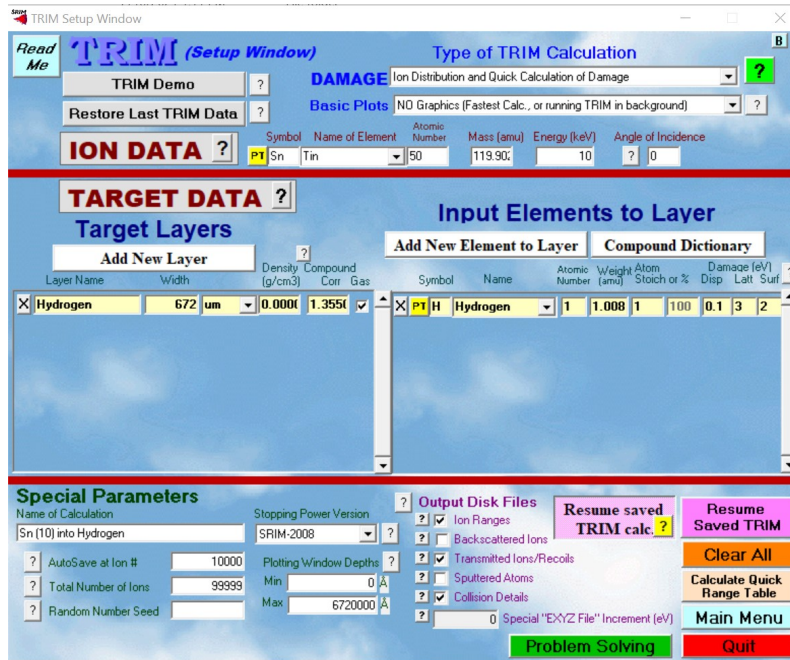 SRIM
TRIM Setup Window
Read Me
TRIM (Setup Window)
Type of TRIM Calculation
B
TRIM Demo ?
DAMAGE Ion Distribution and Quick Calculation of Damage ?
Restore Last TRIM Data ?
Basic Plots NO Graphics (Fastest Calc., or running TRIM in background) ?
ION DATA ?
Symbol Name of Element Atomic Number Mass (amu) Energy (keV) Angle of Incidence
PT Sn Tin 50 119.902 10 ? 0
TARGET DATA ?
Target Layers
Input Elements to Layer
Add New Layer
?
Add New Element to Layer Compound Dictionary
Layer Name Width Density (g/cm3) Compound Corr Gas
Symbol Name Atomic Number Weight (amu) Atom Stoich or % Damage (eV) Disp Latt Surf ?
X Hydrogen 672 um 0.000( 1.355(
X PT H Hydrogen 1 1.008 1 100 0.1 3 2
Special Parameters
Name of Calculation
Sn (10) into Hydrogen
Stopping Power Version
SRIM-2008 ?
? AutoSave at Ion # 10000
? Total Number of Ions 99999
? Random Number Seed
Plotting Window Depths ?
Min 0 Å
Max 6720000 Å
? Output Disk Files
? Ion Ranges
? Backscattered Ions
? Transmitted Ions/Recoils
? Sputtered Atoms
? Collision Details
? 0 Special "EXYZ File" Increment (eV)
Resume saved TRIM calc. ?
Resume Saved TRIM
Clear All
Calculate Quick Range Table
Main Menu
Problem Solving
Quit